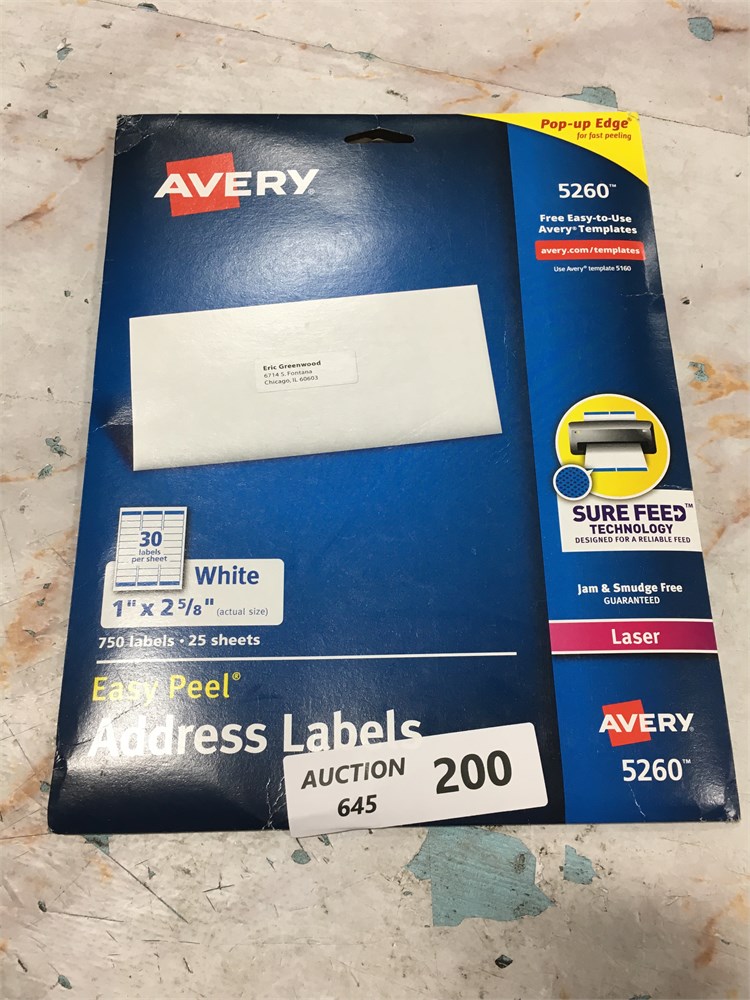 Pop-up Edge®
for fast peeling
AVERY®
5260™
Free Easy-to-Use
Avery® Templates
avery.com/templates
Use Avery® template 5160
Eric Greenwood
6714 S. Fontana
Chicago, IL 60603
SURE FEED™
TECHNOLOGY
DESIGNED FOR A RELIABLE FEED
30
labels
per sheet
White
1" x 2 5/8" (actual size)
750 labels • 25 sheets
Jam & Smudge Free
GUARANTEED
Laser
Easy Peel®
Address Labels
AVERY
5260™
AUCTION
645
200